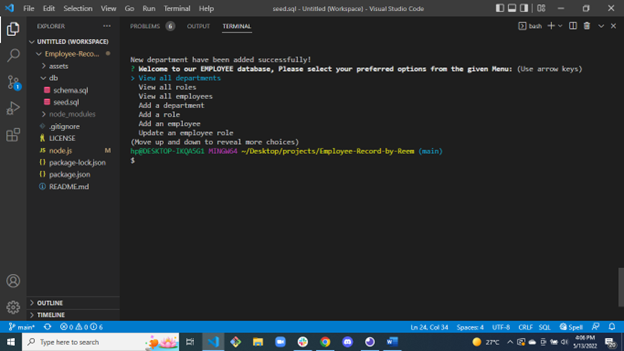 File Edit Selection View Go Run Terminal Help
seed.sql - Untitled (Workspace) - Visual Studio Code
EXPLORER
UNTITLED (WORKSPACE)
Employee-Reco...
assets
db
schema.sql
seed.sql
node_modules
.gitignore
LICENSE
node.js M
package-lock.json
package.json
README.md
OUTLINE
TIMELINE
PROBLEMS 6 OUTPUT TERMINAL
bash
New department have been added successfully!
? Welcome to our EMPLOYEE database, Please select your preferred options from the given Menu: (Use arrow keys)
> View all departments
View all roles
View all employees
Add a department
Add a role
Add an employee
Update an employee role
(Move up and down to reveal more choices)
hp@DESKTOP-IKQA5G1 MINGW64 ~/Desktop/projects/Employee-Record-by-Reem (main)
$
main* 0 0 6
Ln 24, Col 34 Spaces: 4 UTF-8 CRLF SQL Spell
Type here to search
27°C
4:06 PM
5/13/2022